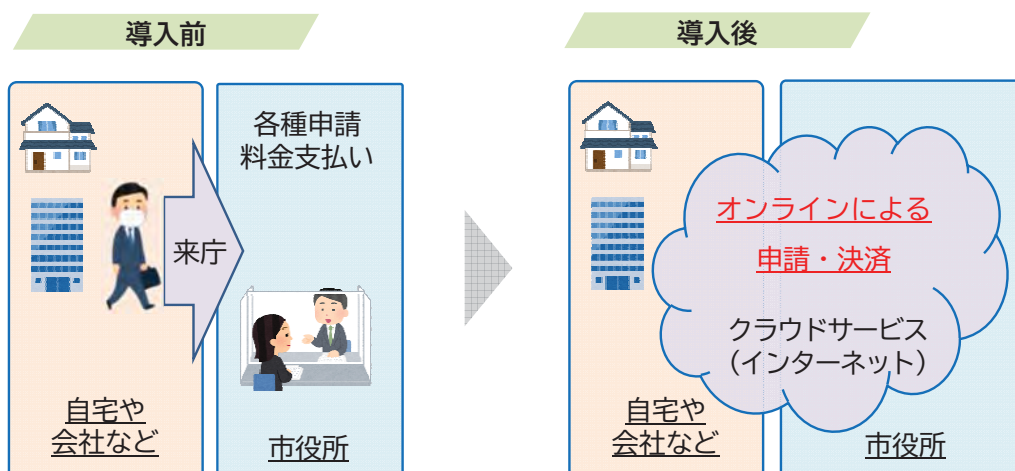 導入前
各種申請
料金支払い
来庁
自宅や
会社など
市役所
導入後
オンラインによる
申請・決済
クラウドサービス
（インターネット）
自宅や
会社など
市役所